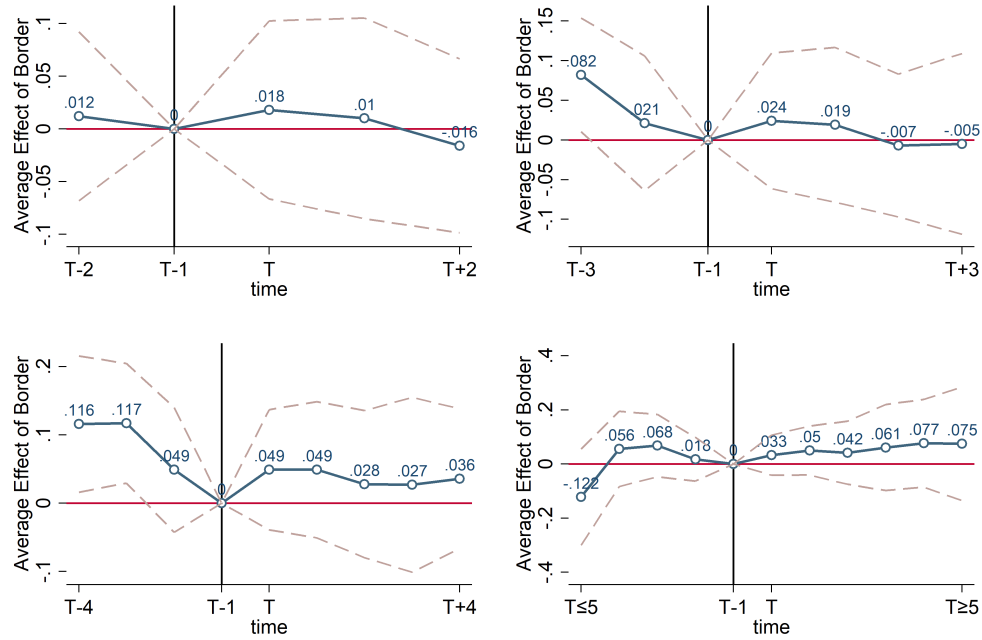 Average Effect of Border
.1
.05
0
-.05
-.1
.012
0
.018
.01
-.016
T-2
T-1
T
T+2
time
Average Effect of Border
.15
.1
.05
0
-.05
-.1
.082
.021
0
.024
.019
-.007
-.005
T-3
T-1
T
T+3
time
Average Effect of Border
.2
.1
0
-.1
.116
.117
.049
0
.049
.049
.028
.027
.036
T-4
T-1
T
T+4
time
Average Effect of Border
.4
.2
0
-.2
-.4
-.122
.056
.068
.018
0
.033
.05
.042
.061
.077
.075
T≤5
T-1
T
T≥5
time